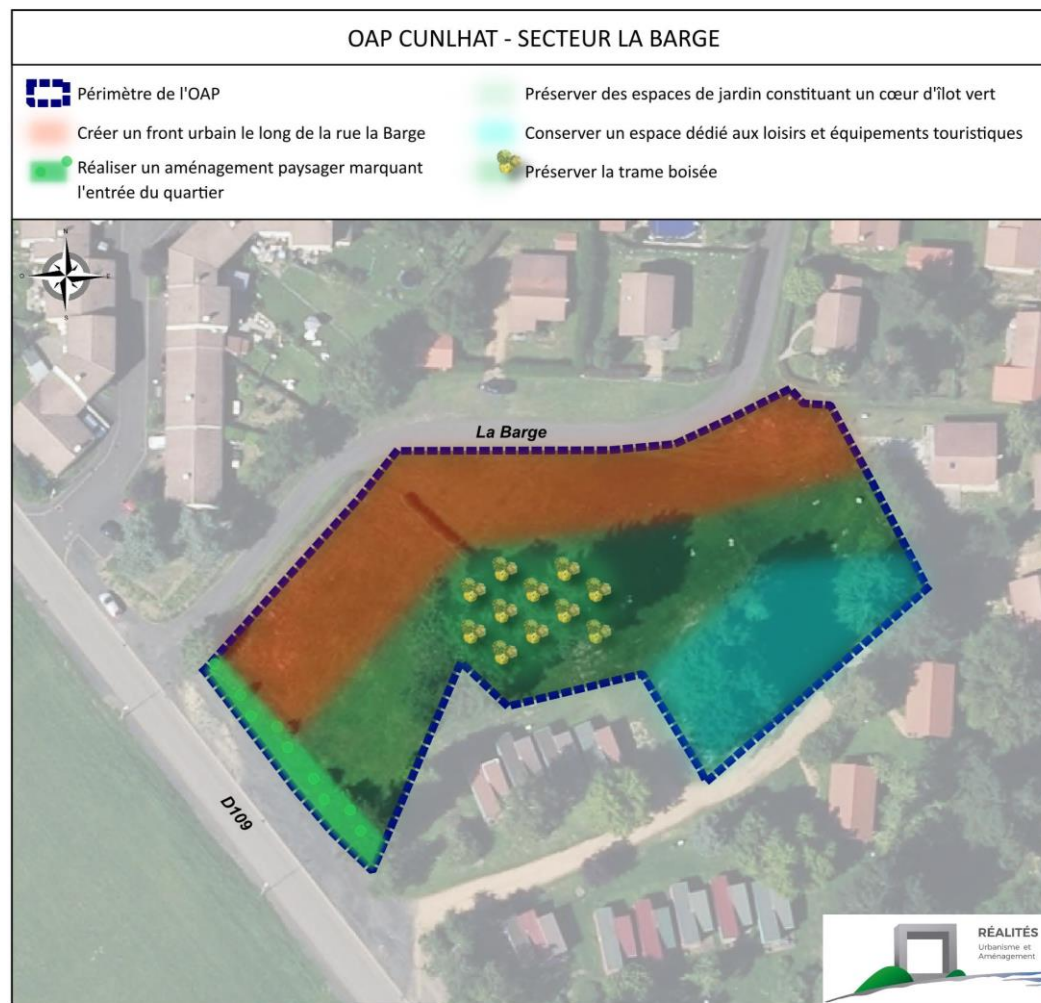 OAP CUNLHAT - SECTEUR LA BARGE
Périmètre de l'OAP
Créer un front urbain le long de la rue la Barge
Réaliser un aménagement paysager marquant
l'entrée du quartier
Préserver des espaces de jardin constituant un cœur d'îlot vert
Conserver un espace dédié aux loisirs et équipements touristiques
Préserver la trame boisée
N
O
E
S
La Barge
D109
RÉALITÉS
Urbanisme et
Aménagement